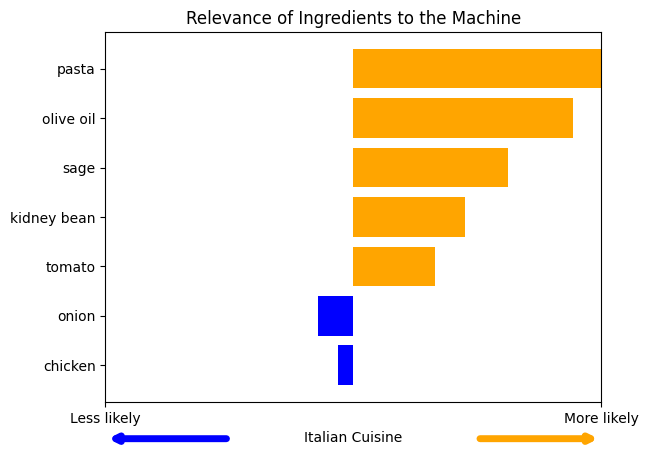 Relevance of Ingredients to the Machine
pasta
olive oil
sage
kidney bean
tomato
onion
chicken
Less likely
More likely
Italian Cuisine